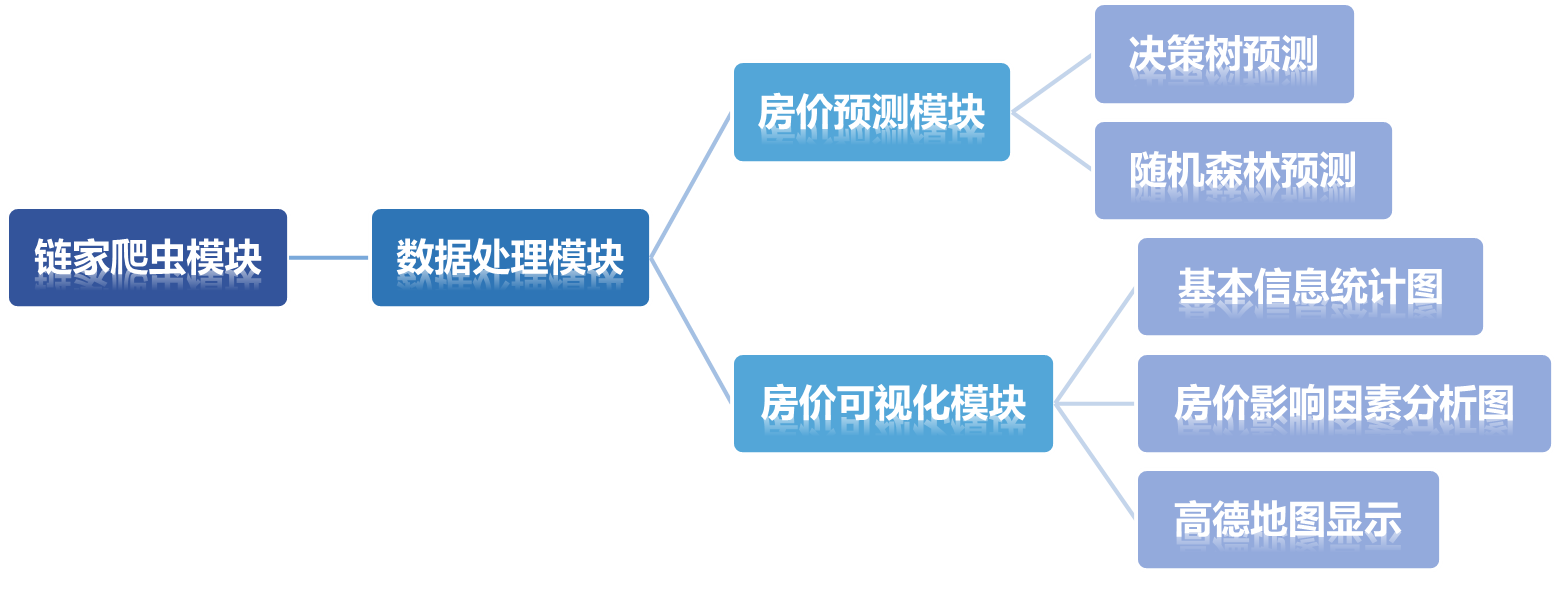 链家爬虫模块
数据处理模块
房价预测模块
决策树预测
随机森林预测
房价可视化模块
基本信息统计图
房价影响因素分析图
高德地图显示